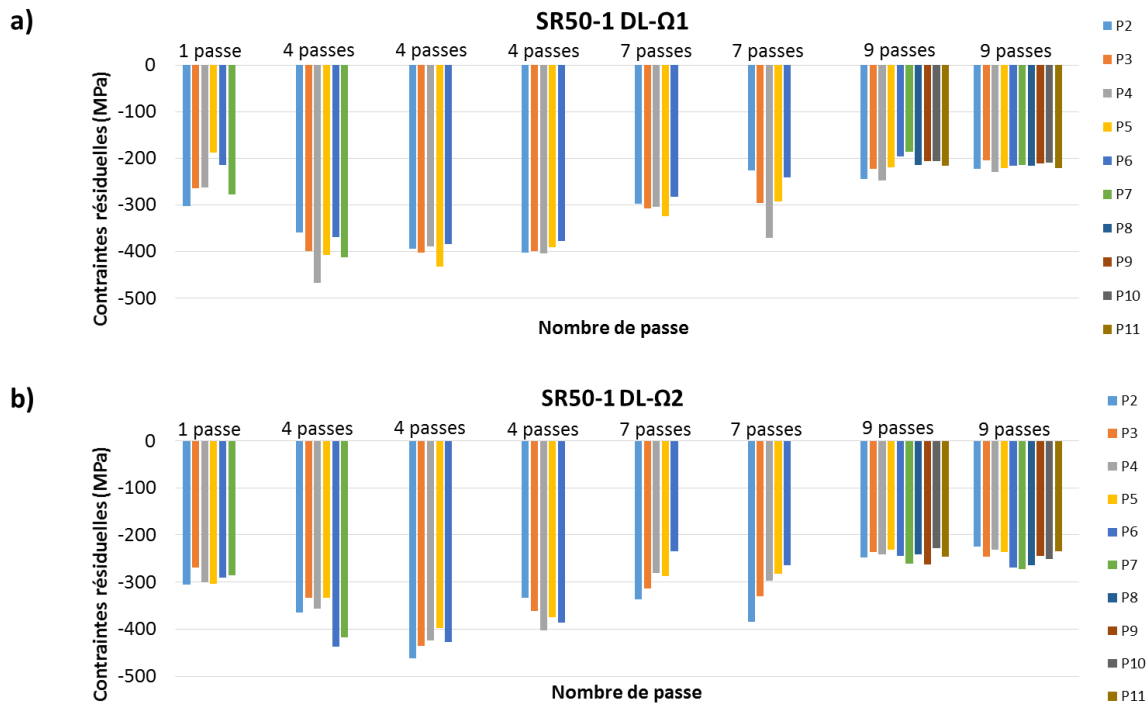 a)
SR50-1 DL-Ω1
1 passe 4 passes 4 passes 4 passes 7 passes 7 passes 9 passes 9 passes
Contraintes résiduelles (MPa)
0
-100
-200
-300
-400
-500
Nombre de passe
P2
P3
P4
P5
P6
P7
P8
P9
P10
P11
b)
SR50-1 DL-Ω2
1 passe 4 passes 4 passes 4 passes 7 passes 7 passes 9 passes 9 passes
Contraintes résiduelles (MPa)
0
-100
-200
-300
-400
-500
Nombre de passe
P2
P3
P4
P5
P6
P7
P8
P9
P10
P11